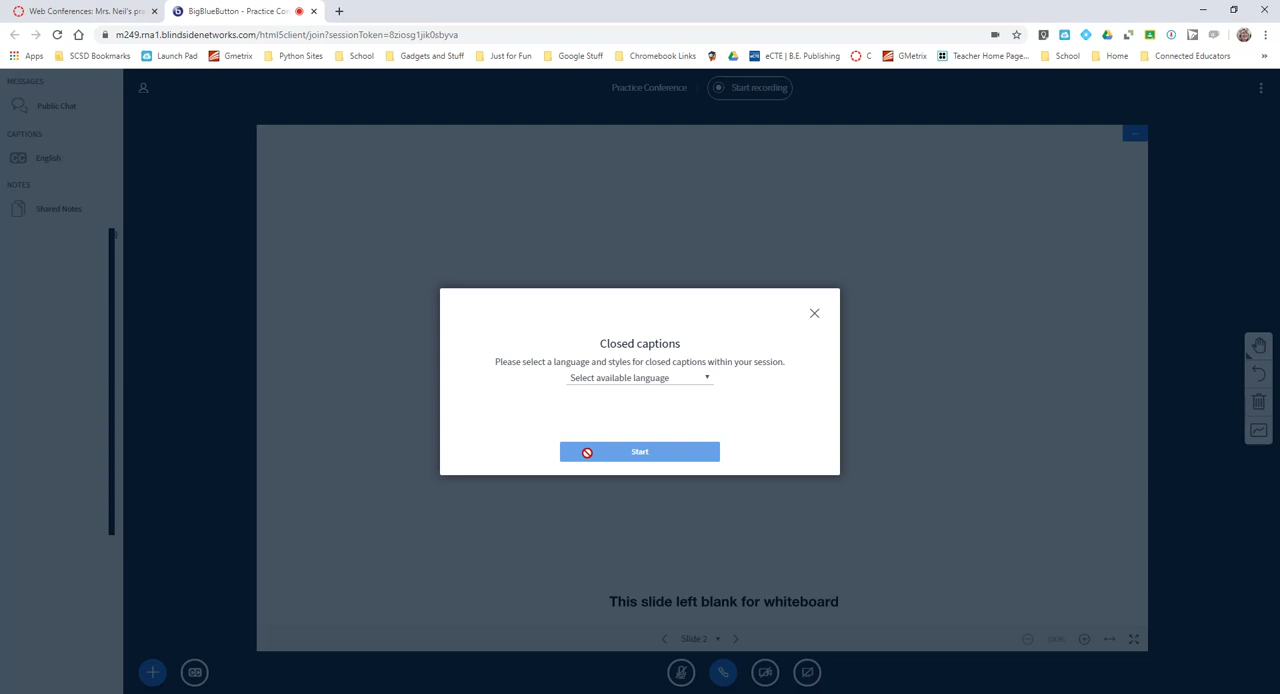 Web Conferences: Mrs. Neil's pra
BigBlueButton - Practice Con
m249.rna1.blindsidenetworks.com/html5client/join?sessionToken=8ziosg1jik0sbyva
Apps
SCSD Bookmarks
Launch Pad
Gmetrix
Python Sites
School
Gadgets and Stuff
Just for Fun
Google Stuff
Chromebook Links
eCTE | B.E. Publishing
C
GMetrix
Teacher Home Page...
School
Home
Connected Educators
»
MESSAGES
Public Chat
CAPTIONS
CC English
NOTES
Shared Notes
Practice Conference
Start recording
Closed captions
Please select a language and styles for closed captions within your session.
Select available language
Start
This slide left blank for whiteboard
Slide 2
100%